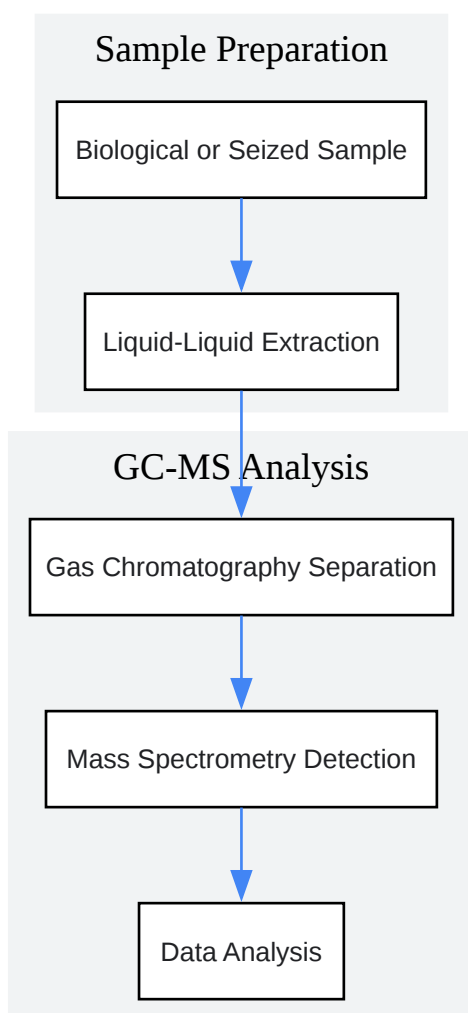 Sample Preparation
Biological or Seized Sample
Liquid-Liquid Extraction
GC-MS Analysis
Gas Chromatography Separation
Mass Spectrometry Detection
Data Analysis